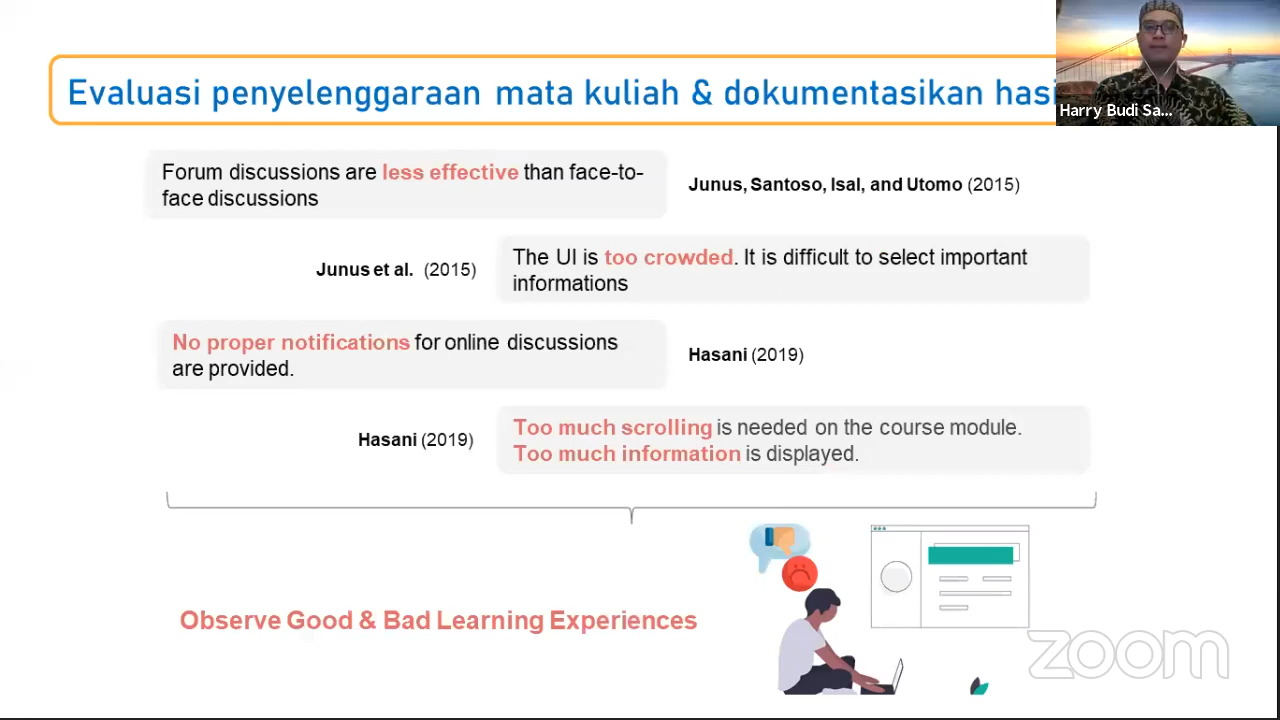 Evaluasi penyelenggaraan mata kuliah & dokumentasikan hasi
Harry Budi Sa...
Forum discussions are less effective than face-to-
face discussions
Junus, Santoso, Isal, and Utomo (2015)
Junus et al. (2015)
The UI is too crowded. It is difficult to select important
informations
No proper notifications for online discussions
are provided.
Hasani (2019)
Hasani (2019)
Too much scrolling is needed on the course module.
Too much information is displayed.
Observe Good & Bad Learning Experiences
zoom